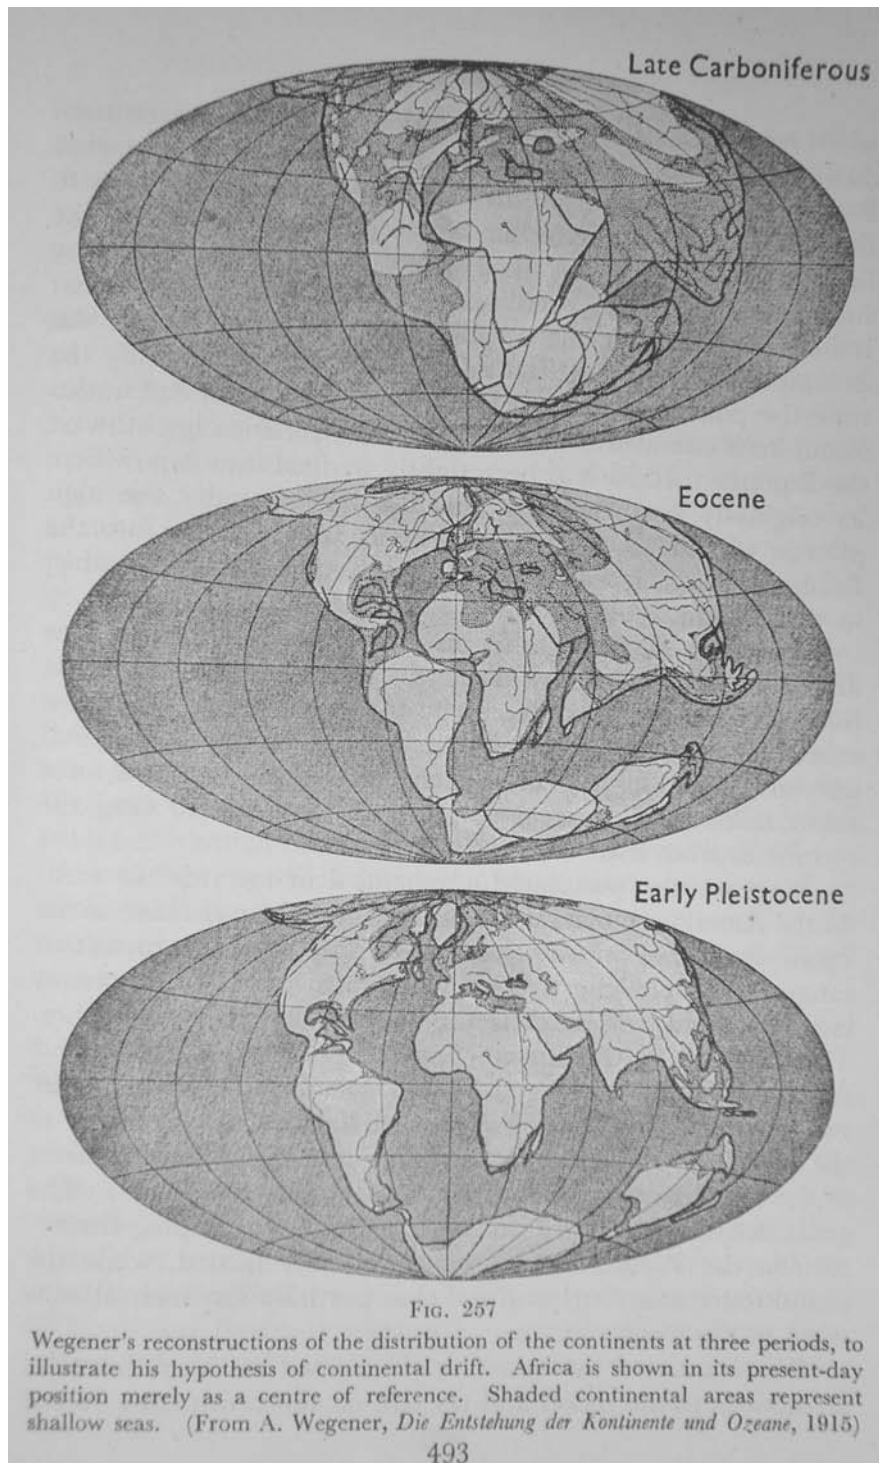 Late Carboniferous
Eocene
Early Pleistocene
FIG. 257
Wegener's reconstructions of the distribution of the continents at three periods, to
illustrate his hypothesis of continental drift. Africa is shown in its present-day
position merely as a centre of reference. Shaded continental areas represent
shallow seas. (From A. Wegener, Die Entstehung der Kontinente und Ozeane, 1915)
493